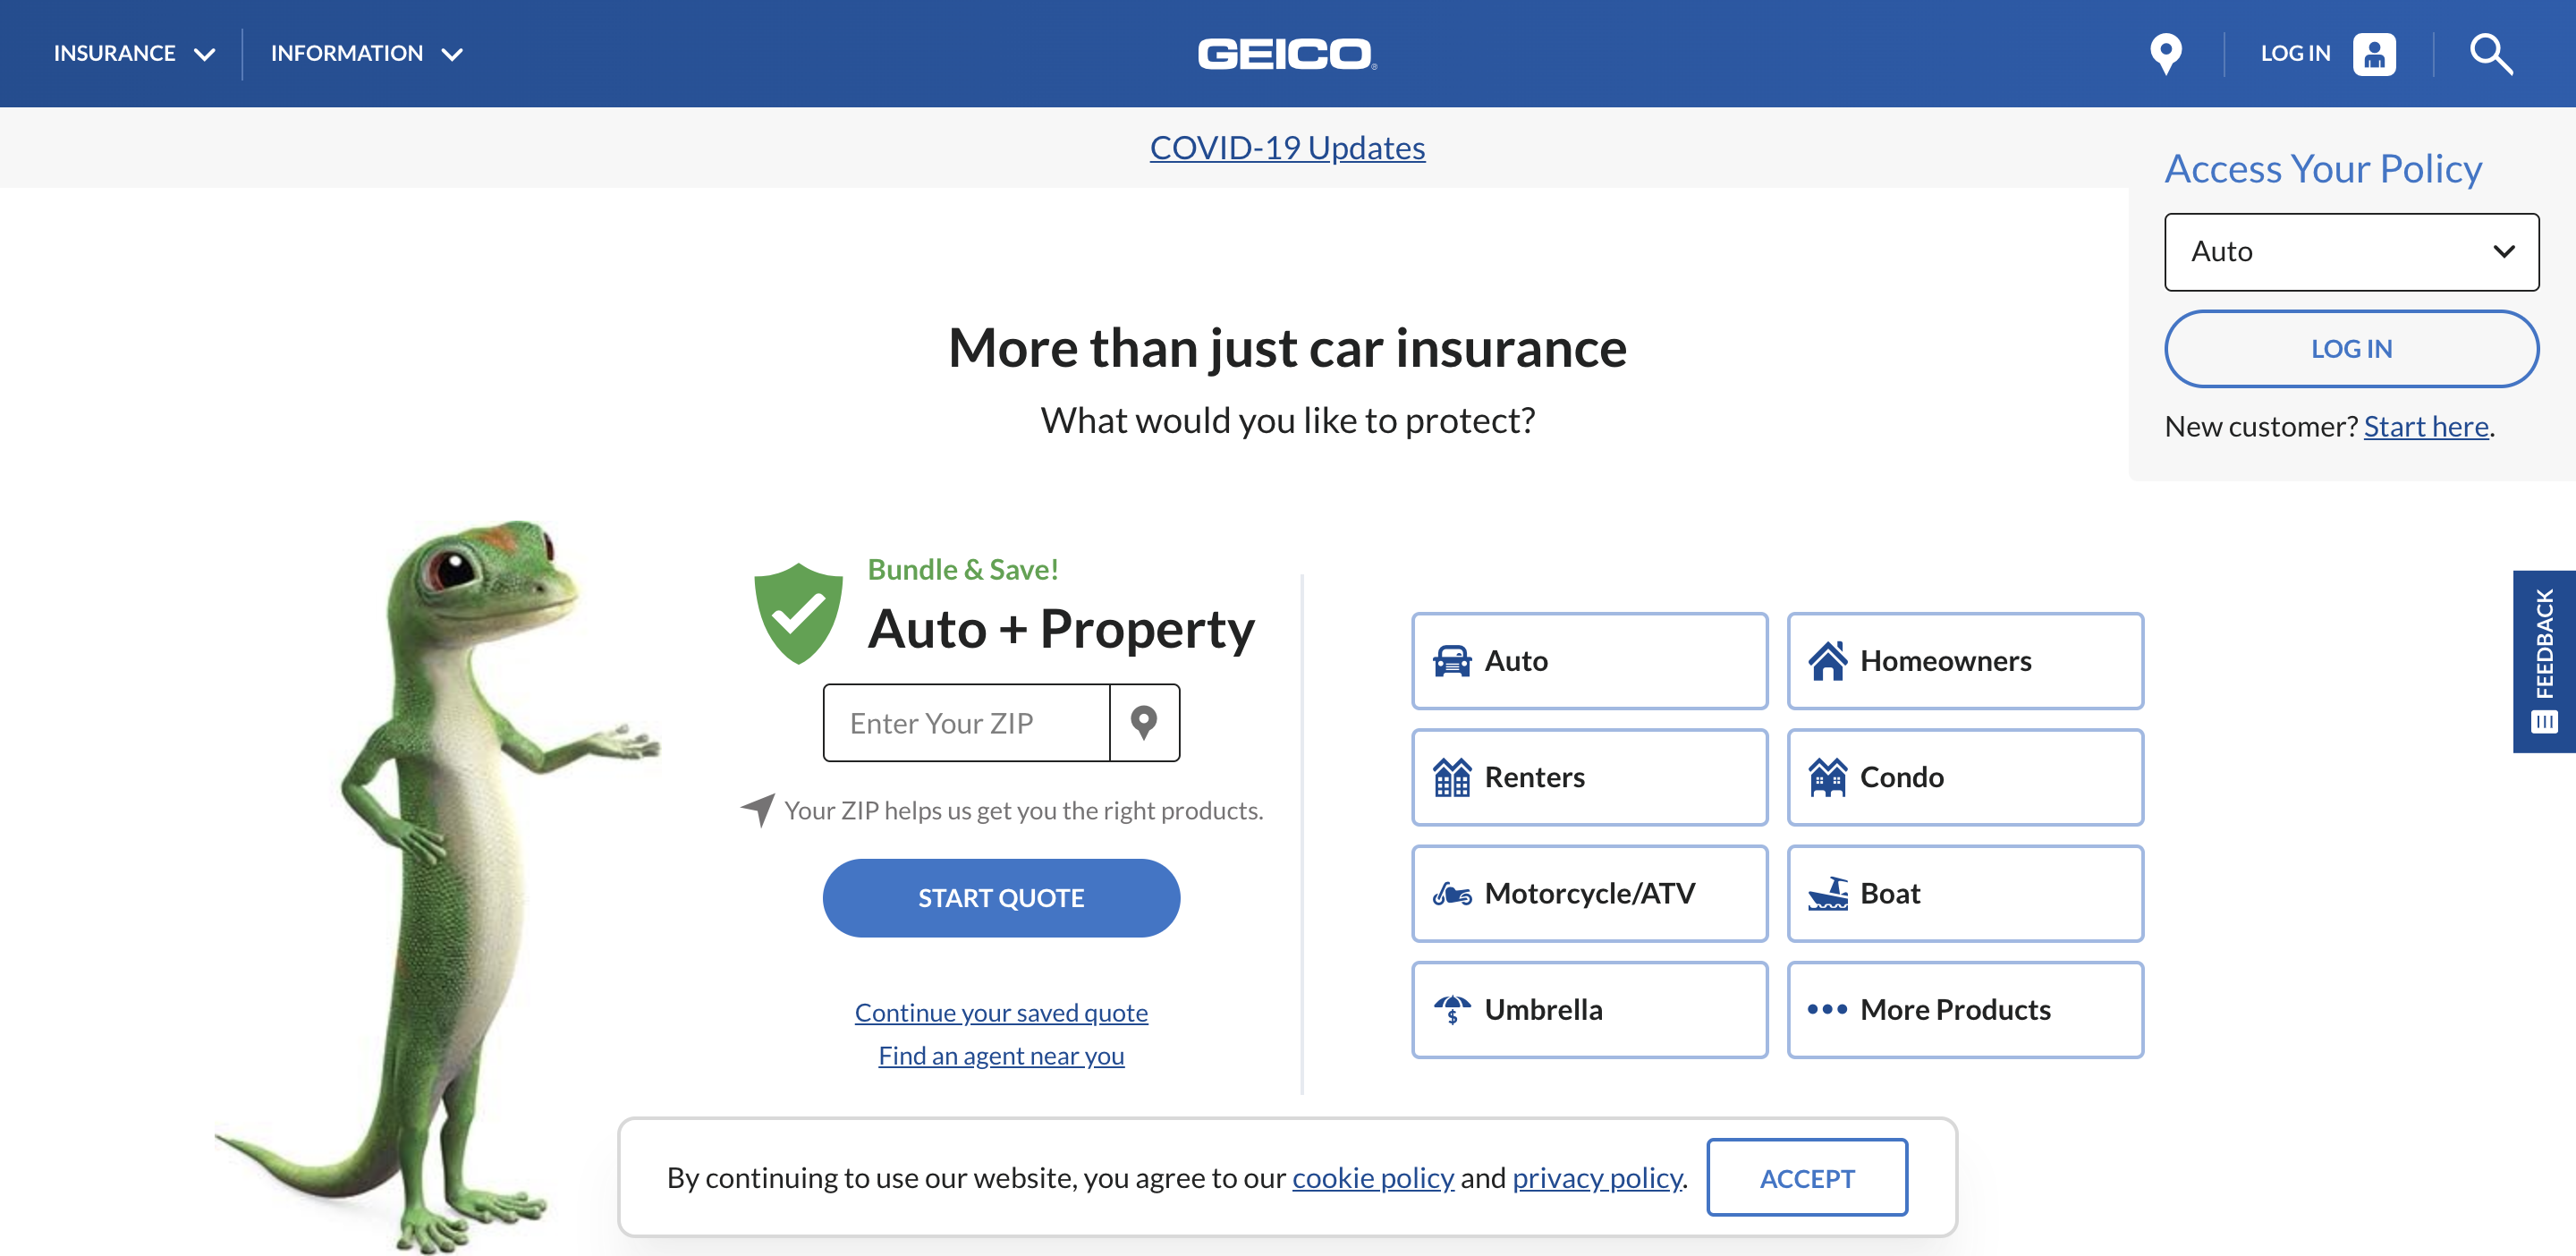 INSURANCE
INFORMATION
GEICO
LOG IN
COVID-19 Updates
Access Your Policy
Auto
LOG IN
New customer? Start here.
More than just car insurance
What would you like to protect?
Bundle & Save!
Auto + Property
Enter Your ZIP
Your ZIP helps us get you the right products.
START QUOTE
Continue your saved quote
Find an agent near you
Auto
Homeowners
Renters
Condo
Motorcycle/ATV
Boat
$
Umbrella
More Products
FEEDBACK
By continuing to use our website, you agree to our cookie policy and privacy policy.
ACCEPT